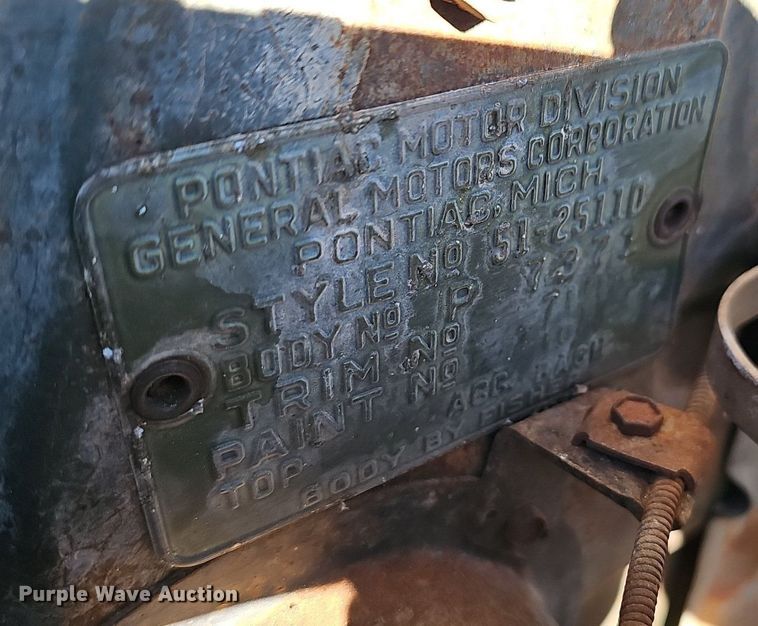 PONTIAC MOTOR DIVISION
GENERAL MOTORS CORPORATION
PONTIAC, MICH.
STYLE NO 51-2511D
BODY NO P
TRIM NO
PAINT NO
TOP ACC.
BODY BY FISHER
Purple Wave Auction